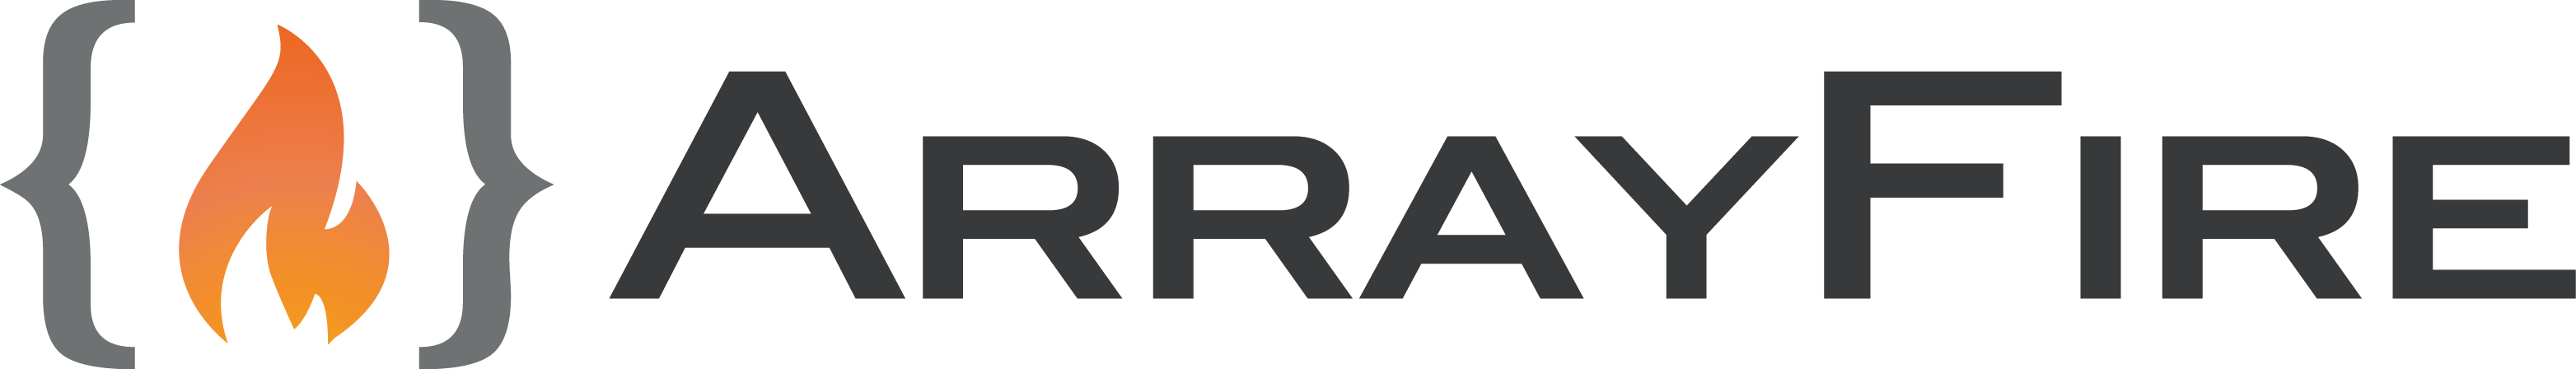 { } ARRAYFIRE